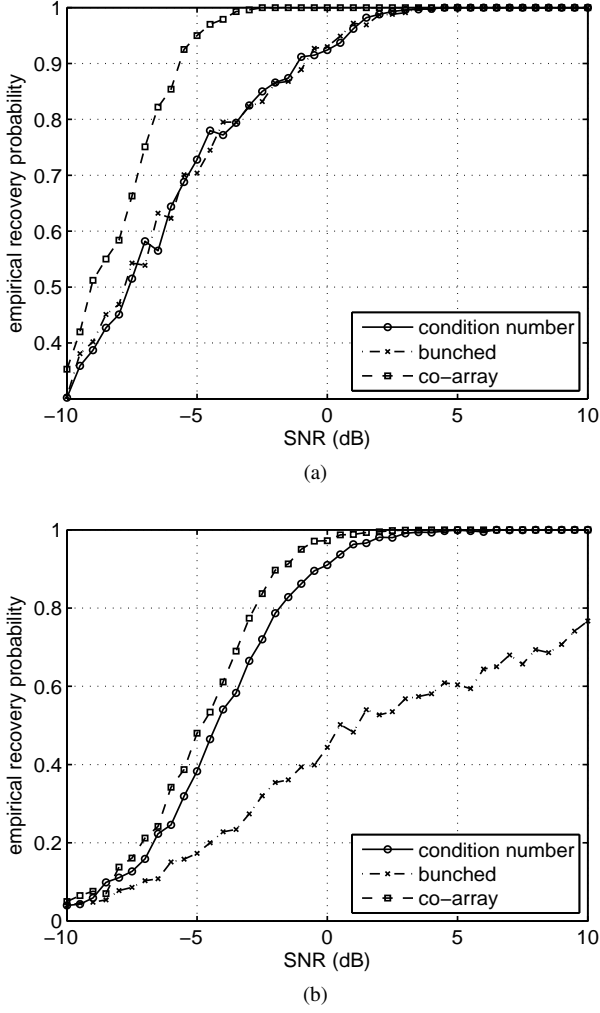 1
0.9
0.8
0.7
0.6
0.5
0.4
empirical recovery probability
condition number
bunched
co−array
−10 −5 0 5 10
SNR (dB)
(a)
1
0.8
0.6
0.4
0.2
0
empirical recovery probability
condition number
bunched
co−array
−10 −5 0 5 10
SNR (dB)
(b)